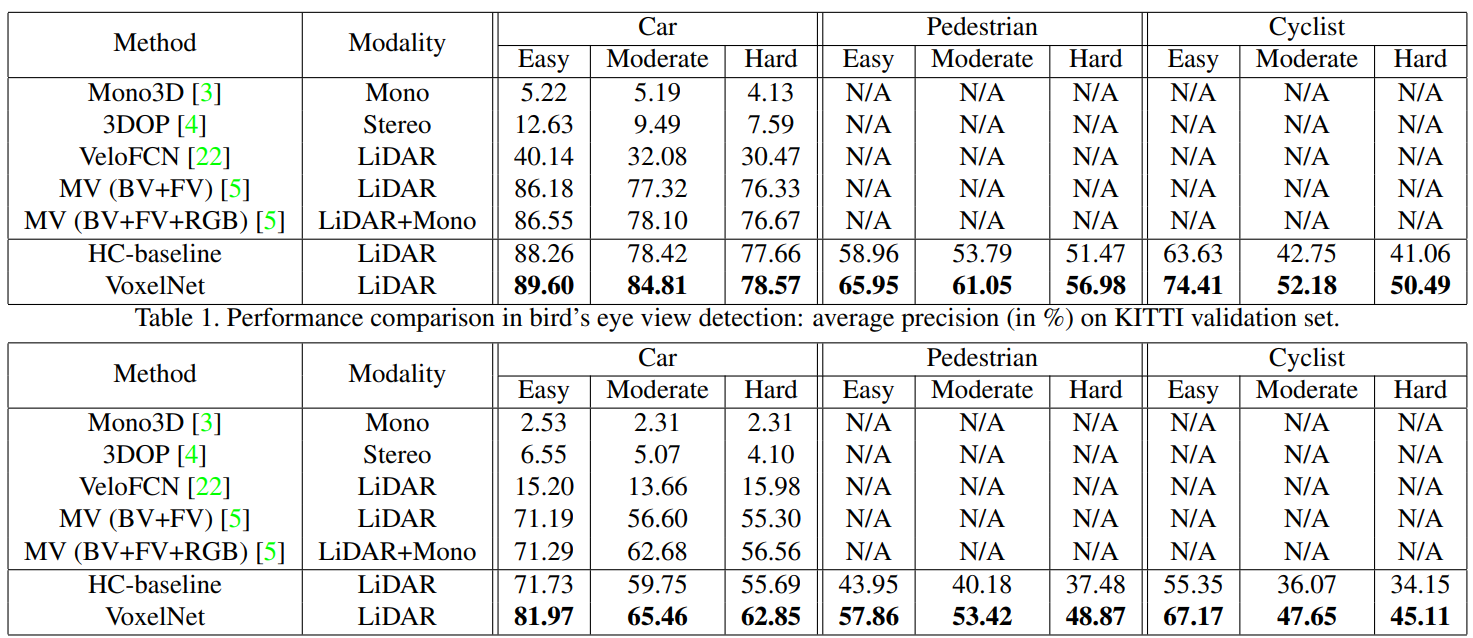 Method Modality Car Pedestrian Cyclist
Easy Moderate Hard Easy Moderate Hard Easy Moderate Hard
Mono3D [3] Mono 5.22 5.19 4.13 N/A N/A N/A N/A N/A N/A
3DOP [4] Stereo 12.63 9.49 7.59 N/A N/A N/A N/A N/A N/A
VeloFCN [22] LiDAR 40.14 32.08 30.47 N/A N/A N/A N/A N/A N/A
MV (BV+FV) [5] LiDAR 86.18 77.32 76.33 N/A N/A N/A N/A N/A N/A
MV (BV+FV+RGB) [5] LiDAR+Mono 86.55 78.10 76.67 N/A N/A N/A N/A N/A N/A
HC-baseline LiDAR 88.26 78.42 77.66 58.96 53.79 51.47 63.63 42.75 41.06
VoxelNet LiDAR 89.60 84.81 78.57 65.95 61.05 56.98 74.41 52.18 50.49
Table 1. Performance comparison in bird's eye view detection: average precision (in %) on KITTI validation set.
Method Modality Car Pedestrian Cyclist
Easy Moderate Hard Easy Moderate Hard Easy Moderate Hard
Mono3D [3] Mono 2.53 2.31 2.31 N/A N/A N/A N/A N/A N/A
3DOP [4] Stereo 6.55 5.07 4.10 N/A N/A N/A N/A N/A N/A
VeloFCN [22] LiDAR 15.20 13.66 15.98 N/A N/A N/A N/A N/A N/A
MV (BV+FV) [5] LiDAR 71.19 56.60 55.30 N/A N/A N/A N/A N/A N/A
MV (BV+FV+RGB) [5] LiDAR+Mono 71.29 62.68 56.56 N/A N/A N/A N/A N/A N/A
HC-baseline LiDAR 71.73 59.75 55.69 43.95 40.18 37.48 55.35 36.07 34.15
VoxelNet LiDAR 81.97 65.46 62.85 57.86 53.42 48.87 67.17 47.65 45.11